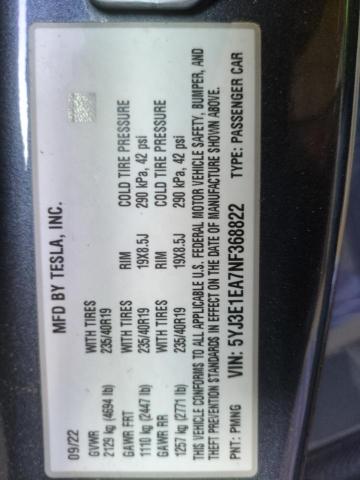 MFD BY TESLA, INC.
09/22
GVWR WITH TIRES RIM COLD TIRE PRESSURE
2129 kg (4694 lb) 235/40R19 19X8.5J 290 kPa, 42 psi
GAWR FRT WITH TIRES RIM COLD TIRE PRESSURE
1110 kg (2447 lb) 235/40R19 19X8.5J 290 kPa, 42 psi
GAWR RR
1257 kg (2771 lb)
THIS VEHICLE CONFORMS TO ALL APPLICABLE U.S. FEDERAL MOTOR VEHICLE SAFETY, BUMPER, AND
THEFT PREVENTION STANDARDS IN EFFECT ON THE DATE OF MANUFACTURE SHOWN ABOVE.
VIN: 5YJ3E1EA7NF368822
PNT: PMNG TYPE: PASSENGER CAR